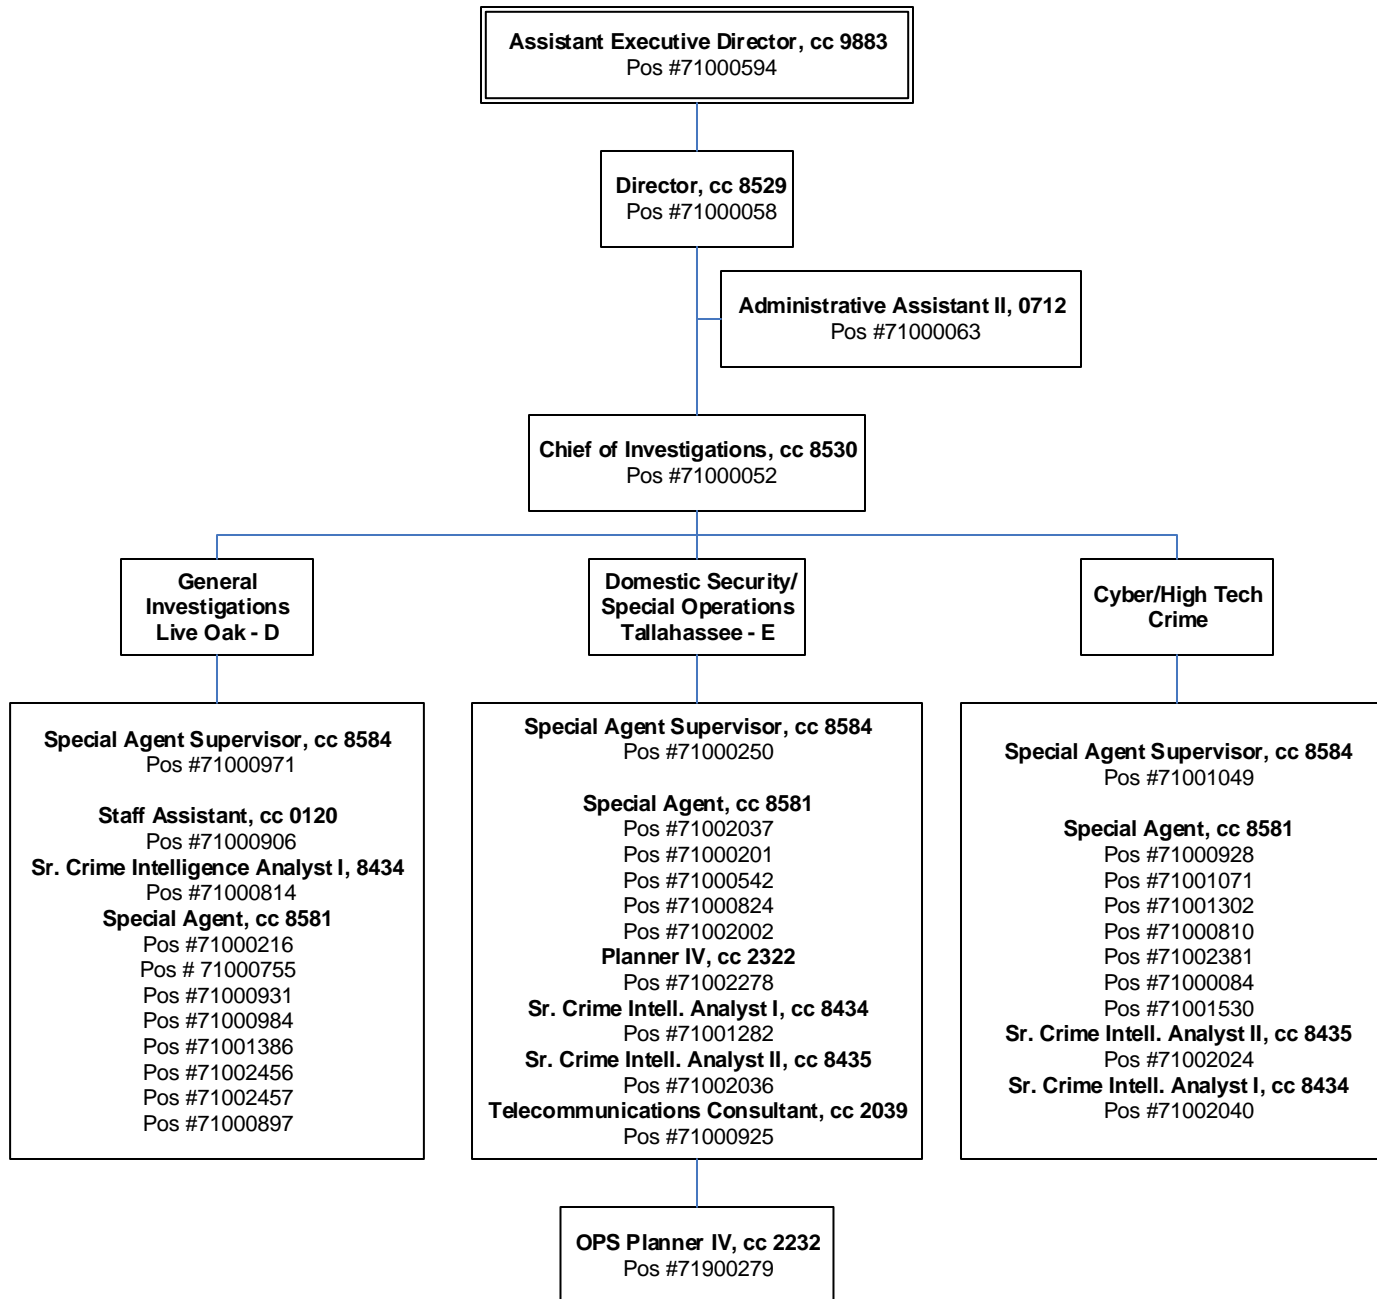 Assistant Executive Director, cc 9883
Pos #71000594
Director, cc 8529
Pos #71000058
Administrative Assistant II, 0712
Pos #71000063
Chief of Investigations, cc 8530
Pos #71000052
General
Investigations
Live Oak - D
Domestic Security/
Special Operations
Tallahassee - E
Cyber/High Tech
Crime
Special Agent Supervisor, cc 8584
Pos #71000971
Staff Assistant, cc 0120
Pos #71000906
Sr. Crime Intelligence Analyst I, 8434
Pos #71000814
Special Agent, cc 8581
Pos #71000216
Pos # 71000755
Pos #71000931
Pos #71000984
Pos #71001386
Pos #71002456
Pos #71002457
Pos #71000897
Special Agent Supervisor, cc 8584
Pos #71000250
Special Agent, cc 8581
Pos #71002037
Pos #71000201
Pos #71000542
Pos #71000824
Pos #71002002
Planner IV, cc 2322
Pos #71002278
Sr. Crime Intell. Analyst I, cc 8434
Pos #71001282
Sr. Crime Intell. Analyst II, cc 8435
Pos #71002036
Telecommunications Consultant, cc 2039
Pos #71000925
Special Agent Supervisor, cc 8584
Pos #71001049
Special Agent, cc 8581
Pos #71000928
Pos #71001071
Pos #71001302
Pos #71000810
Pos #71002381
Pos #71000084
Pos #71001530
Sr. Crime Intell. Analyst II, cc 8435
Pos #71002024
Sr. Crime Intell. Analyst I, cc 8434
Pos #71002040
OPS Planner IV, cc 2232
Pos #71900279